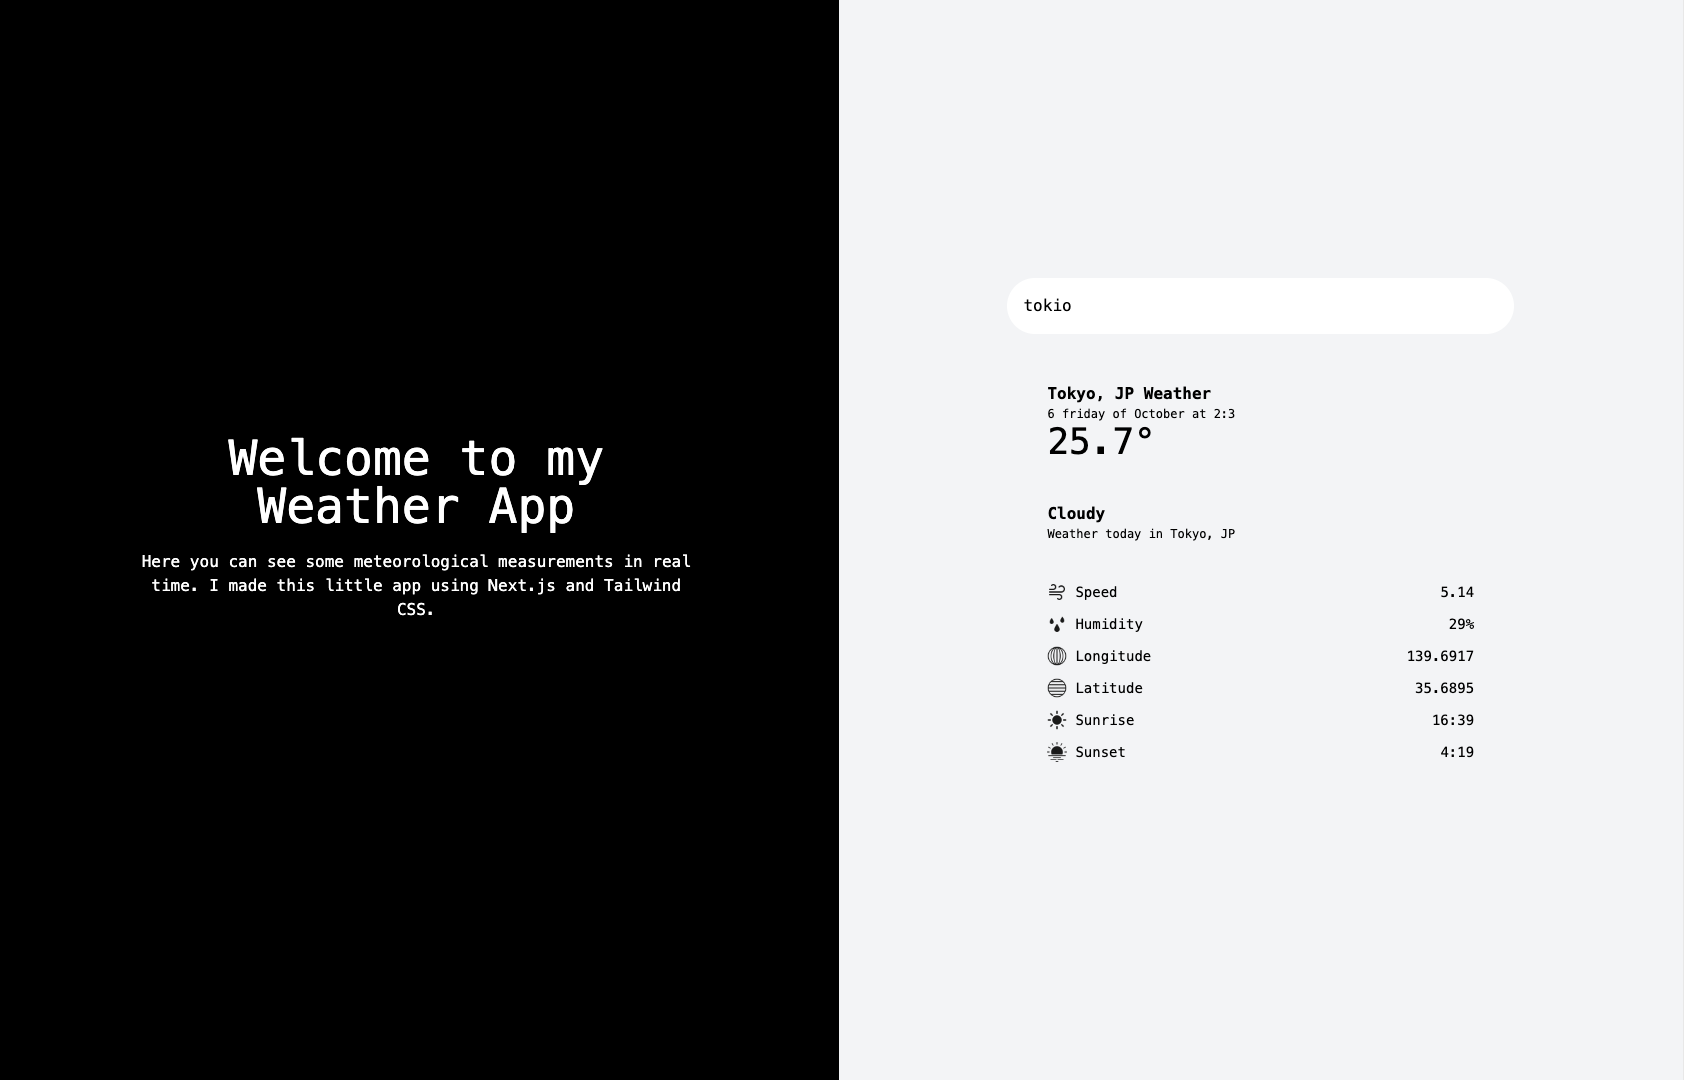 Welcome to my
Weather App
Here you can see some meteorological measurements in real
time. I made this little app using Next.js and Tailwind
CSS.
tokio
Tokyo, JP Weather
6 friday of October at 2:3
25.7°
Cloudy
Weather today in Tokyo, JP
Speed 5.14
Humidity 29%
Longitude 139.6917
Latitude 35.6895
Sunrise 16:39
Sunset 4:19